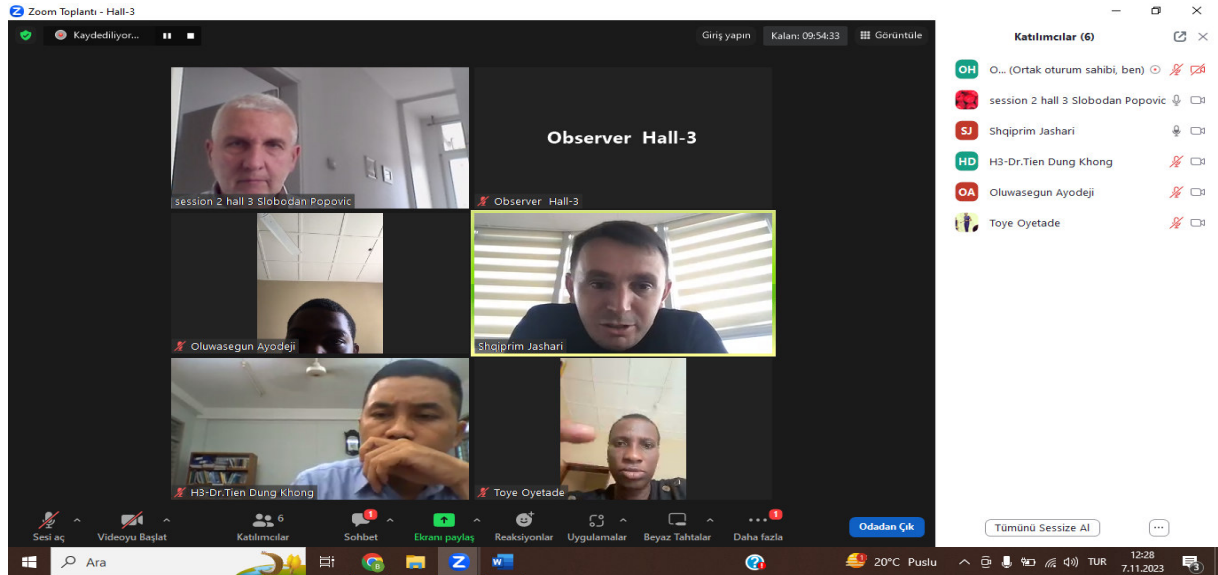 Zoom Toplantı - Hall-3
Kaydediliyor...
Giriş yapın
Kalan: 09:54:33
Görüntüle
session 2 hall 3 Slobodan Popovic
Observer Hall-3
Observer Hall-3
Oluwasegun Ayodeji
Shqiprim Jashari
H3-Dr.Tien Dung Khong
Toye Oyetade
Katılımcılar (6)
OH O... (Ortak oturum sahibi, ben)
session 2 hall 3 Slobodan Popovic
SJ Shqiprim Jashari
HD H3-Dr.Tien Dung Khong
OA Oluwasegun Ayodeji
Toye Oyetade
Sesi aç
Videoyu Başlat
6
Katılımcılar
1
Sohbet
Ekranı paylaş
Reaksiyonlar
Uygulamalar
Beyaz Tahtalar
1
Daha fazla
Odadan Çık
Tümünü Sessize Al
Ara
20°C Puslu
TUR
12:28
7.11.2023
3